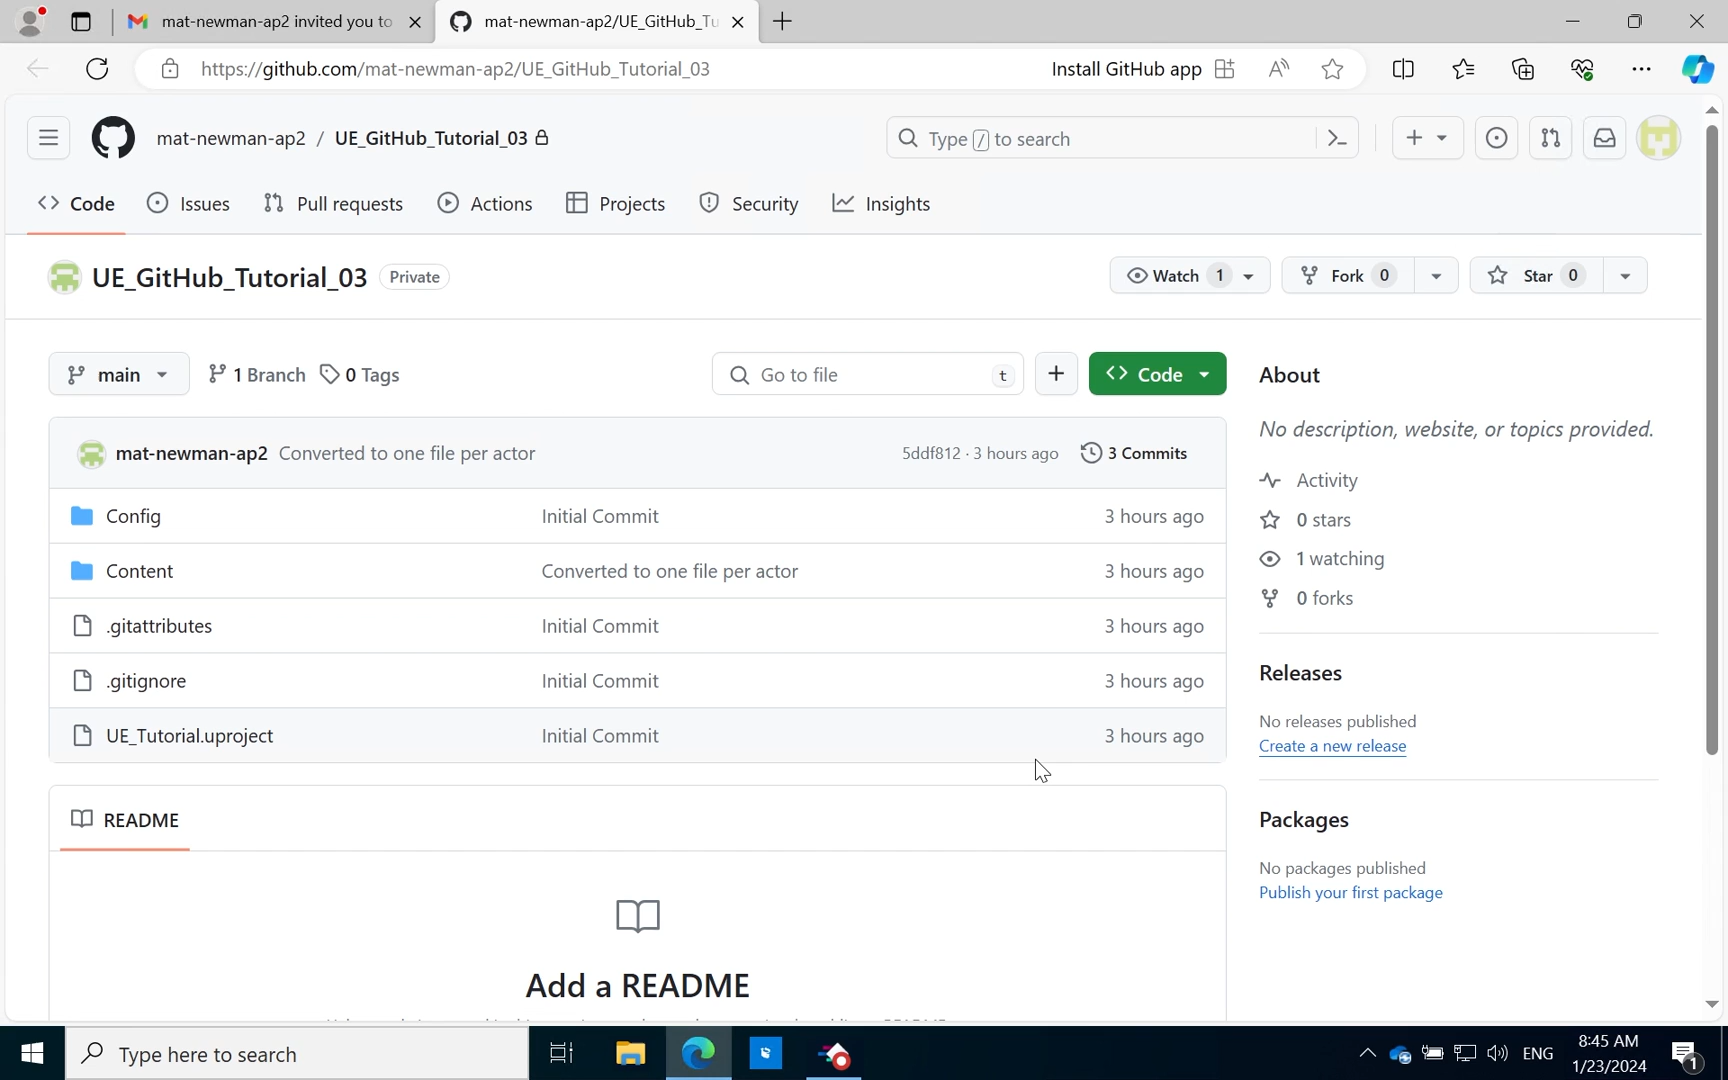 mat-newman-ap2 invited you to
mat-newman-ap2/UE_GitHub_Tu
https://github.com/mat-newman-ap2/UE_GitHub_Tutorial_03
Install GitHub app
mat-newman-ap2 / UE_GitHub_Tutorial_03
Type / to search
Code
Issues
Pull requests
Actions
Projects
Security
Insights
UE_GitHub_Tutorial_03 Private
Watch 1
Fork 0
Star 0
main
1 Branch
0 Tags
Go to file t
Code
About
No description, website, or topics provided.
mat-newman-ap2 Converted to one file per actor 5ddf812 · 3 hours ago 3 Commits
Activity
Config Initial Commit 3 hours ago
0 stars
Content Converted to one file per actor 3 hours ago
1 watching
0 forks
.gitattributes Initial Commit 3 hours ago
.gitignore Initial Commit 3 hours ago
Releases
UE_Tutorial.uproject Initial Commit 3 hours ago
No releases published
Create a new release
README
Packages
No packages published
Publish your first package
Add a README
Type here to search
ENG
8:45 AM
1/23/2024
1